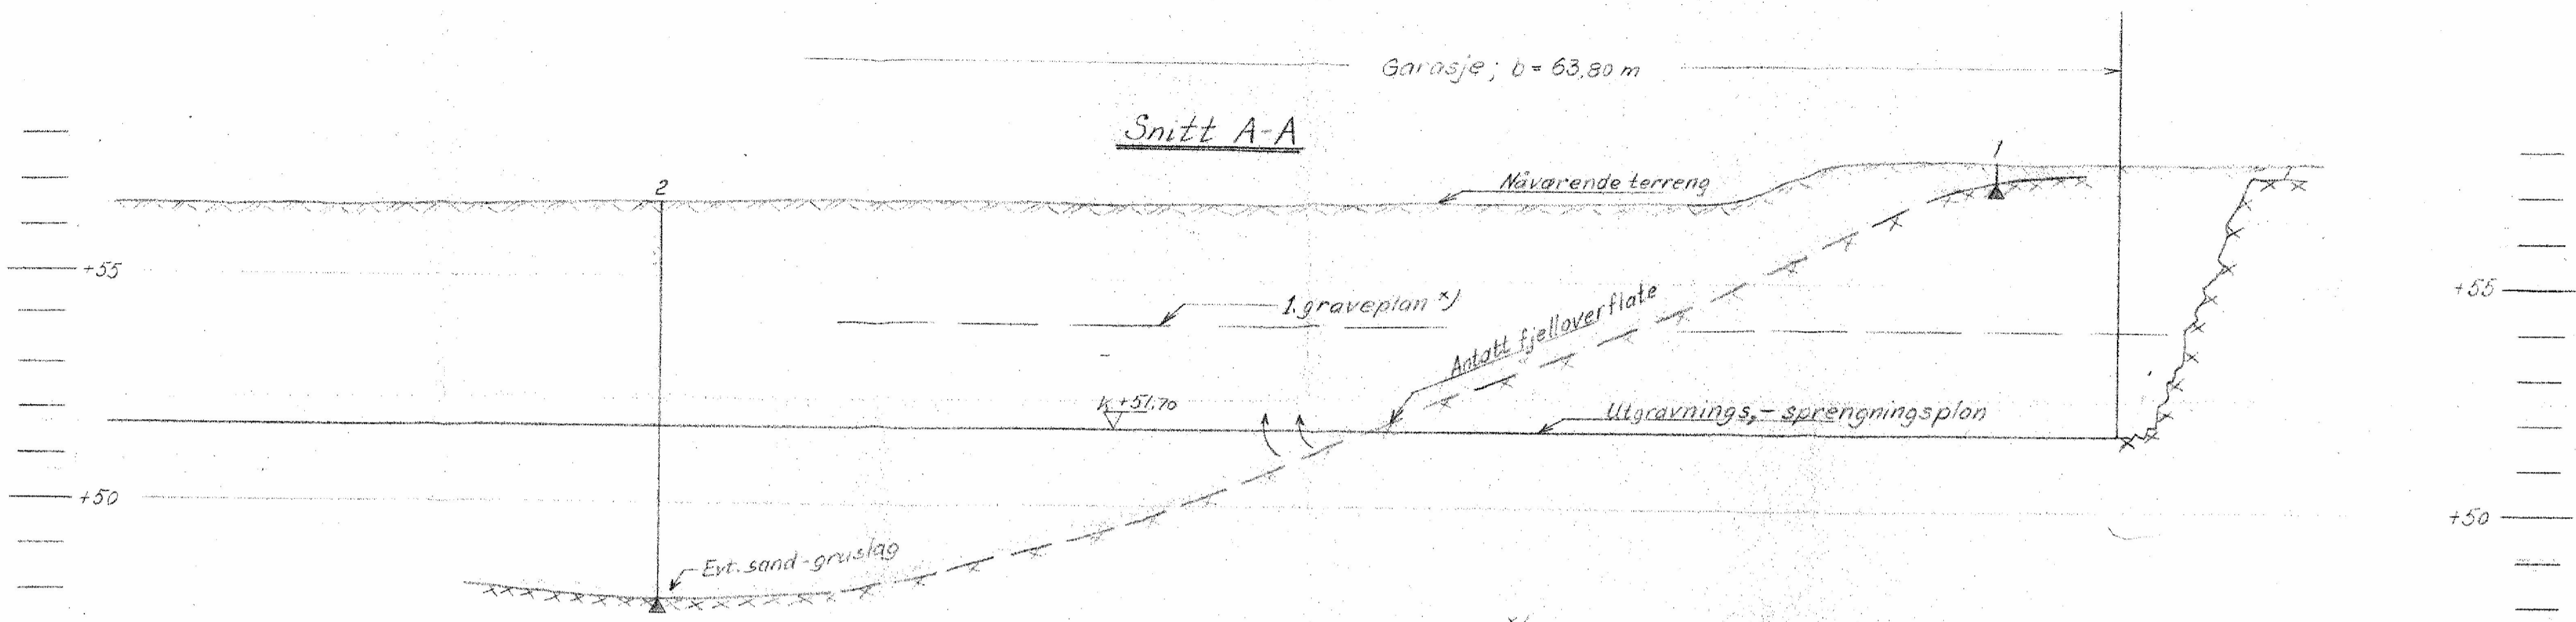 Garasje; b = 63,80 m
Snitt A-A
1
2
Nåværende terreng
+55
+55
1. graveplan x)
Antatt fjelloverflate
k +51.70
Utgravnings,- sprengningsplan
+50
+50
Evt. sand-gruslag